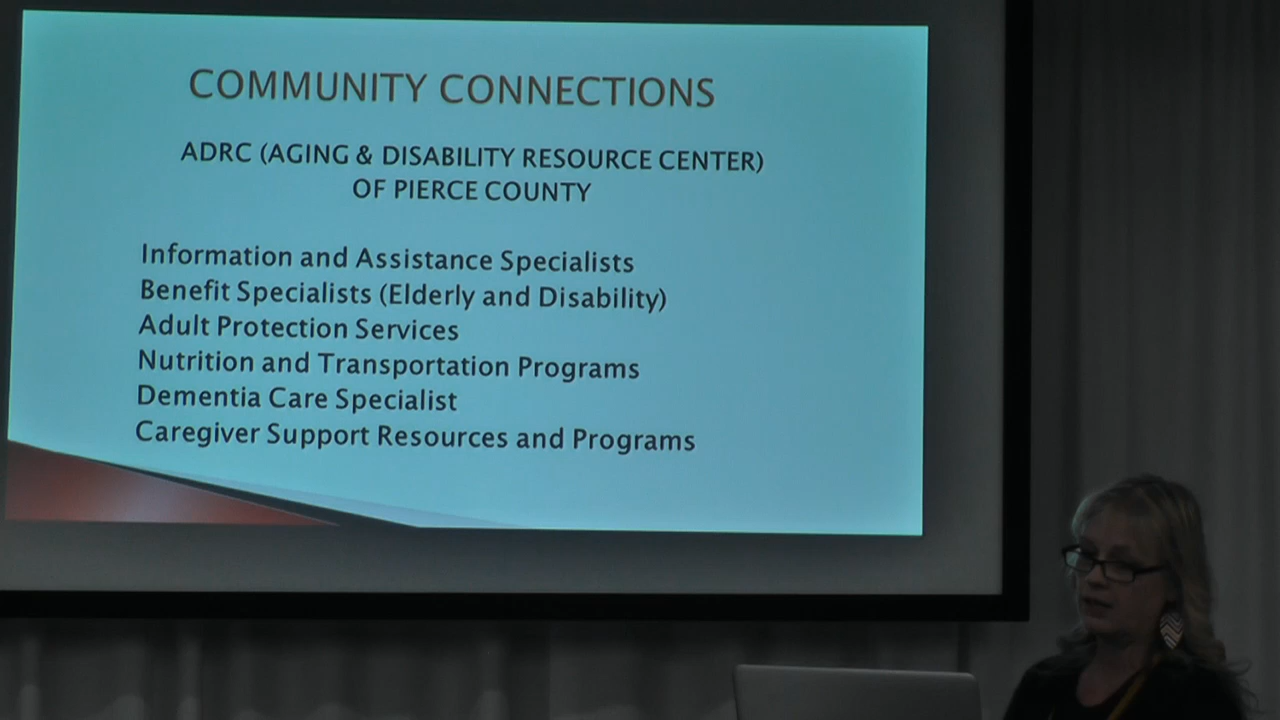 COMMUNITY CONNECTIONS
ADRC (AGING & DISABILITY RESOURCE CENTER)
OF PIERCE COUNTY
Information and Assistance Specialists
Benefit Specialists (Elderly and Disability)
Adult Protection Services
Nutrition and Transportation Programs
Dementia Care Specialist
Caregiver Support Resources and Programs